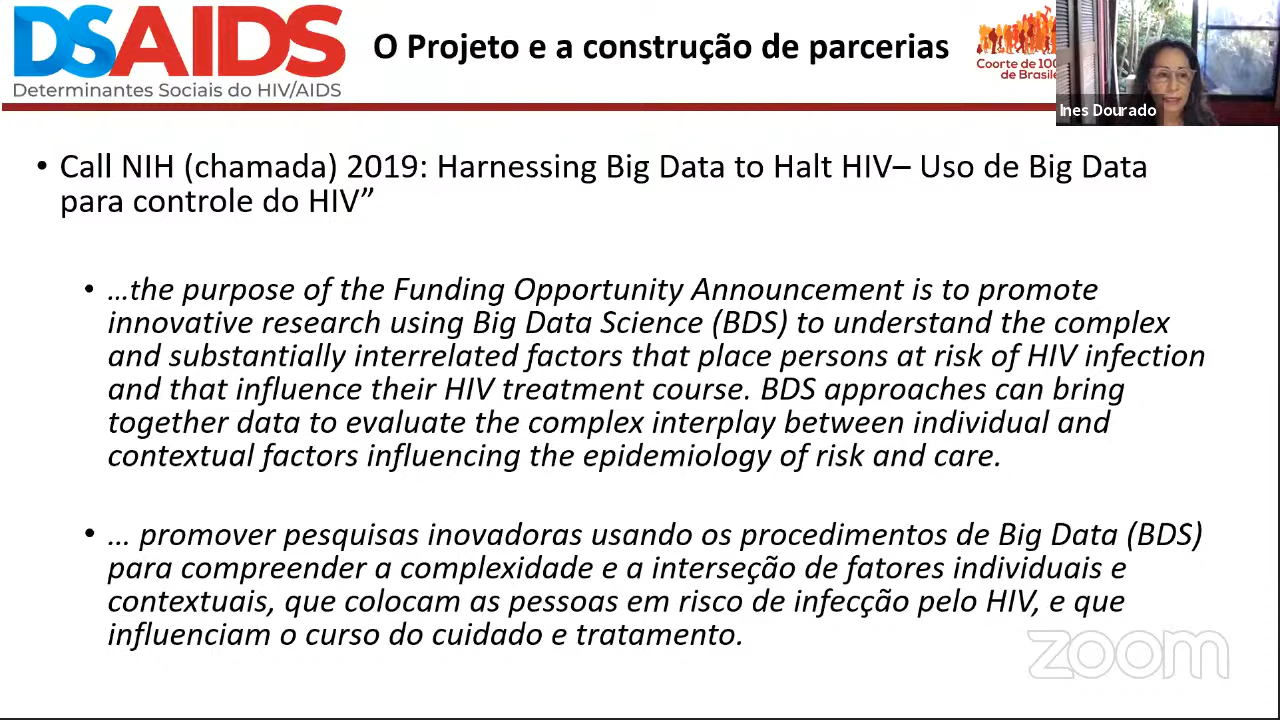 DSAIDS
Determinantes Sociais do HIV/AIDS
O Projeto e a construção de parcerias
Coorte de 100
de Brasile
Ines Dourado
• Call NIH (chamada) 2019: Harnessing Big Data to Halt HIV– Uso de Big Data
para controle do HIV”
• …the purpose of the Funding Opportunity Announcement is to promote
innovative research using Big Data Science (BDS) to understand the complex
and substantially interrelated factors that place persons at risk of HIV infection
and that influence their HIV treatment course. BDS approaches can bring
together data to evaluate the complex interplay between individual and
contextual factors influencing the epidemiology of risk and care.
• … promover pesquisas inovadoras usando os procedimentos de Big Data (BDS)
para compreender a complexidade e a interseção de fatores individuais e
contextuais, que colocam as pessoas em risco de infecção pelo HIV, e que
influenciam o curso do cuidado e tratamento.
zoom